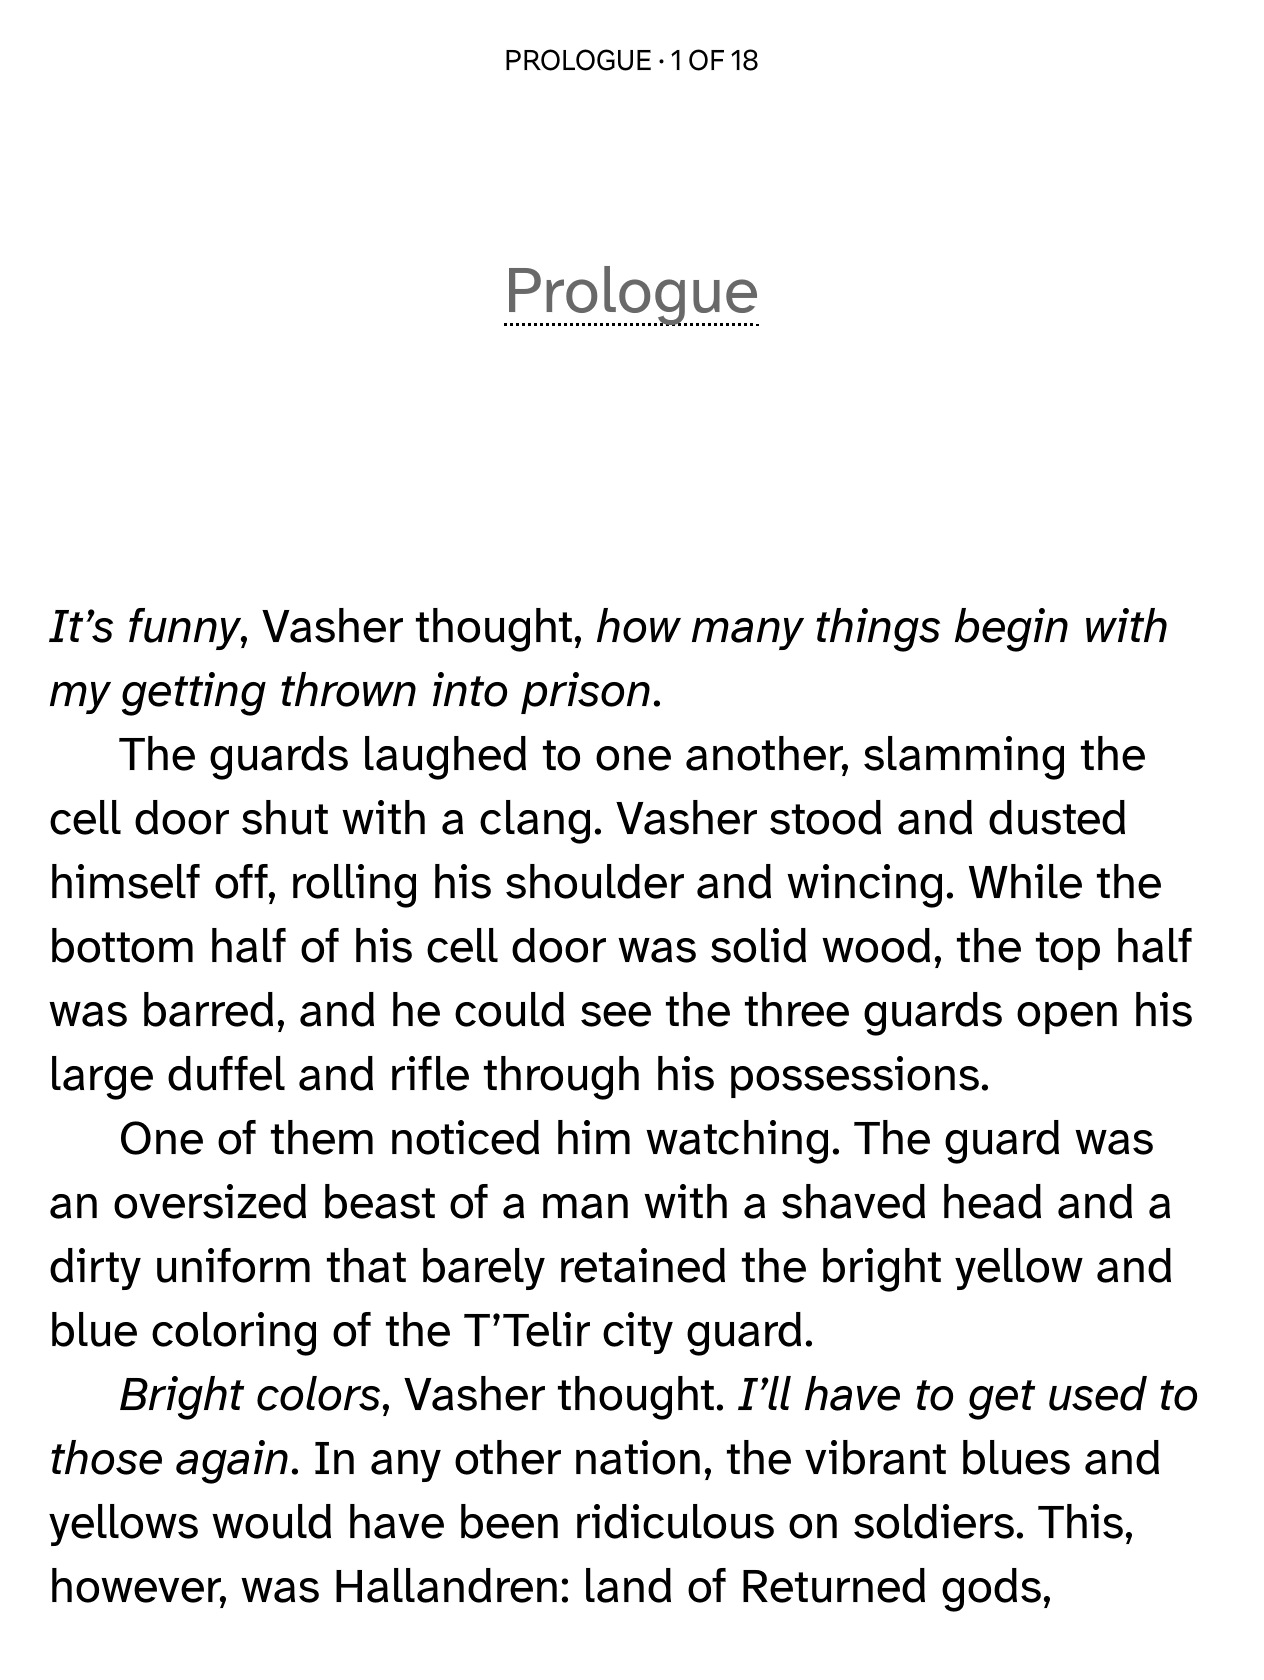 PROLOGUE · 1 OF 18
Prologue
It’s funny, Vasher thought, how many things begin with
my getting thrown into prison.
The guards laughed to one another, slamming the
cell door shut with a clang. Vasher stood and dusted
himself off, rolling his shoulder and wincing. While the
bottom half of his cell door was solid wood, the top half
was barred, and he could see the three guards open his
large duffel and rifle through his possessions.
One of them noticed him watching. The guard was
an oversized beast of a man with a shaved head and a
dirty uniform that barely retained the bright yellow and
blue coloring of the T’Telir city guard.
Bright colors, Vasher thought. I’ll have to get used to
those again. In any other nation, the vibrant blues and
yellows would have been ridiculous on soldiers. This,
however, was Hallandren: land of Returned gods,